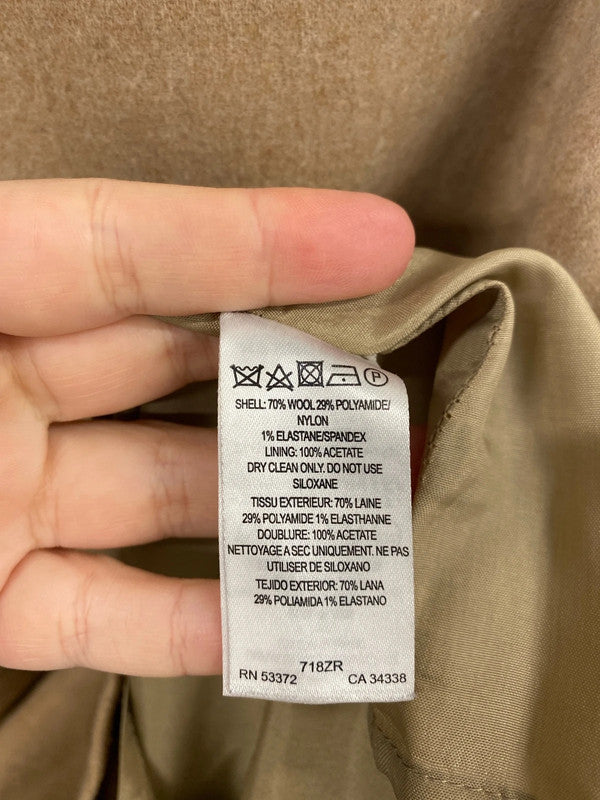 P
SHELL: 70% WOOL 29% POLYAMIDE/
NYLON
1% ELASTANE/SPANDEX
LINING: 100% ACETATE
DRY CLEAN ONLY. DO NOT USE
SILOXANE
TISSU EXTERIEUR: 70% LAINE
29% POLYAMIDE 1% ELASTHANNE
DOUBLURE: 100% ACETATE
NETTOYAGE A SEC UNIQUEMENT. NE PAS
UTILISER DE SILOXANO
TEJIDO EXTERIOR: 70% LANA
29% POLIAMIDA 1% ELASTANO
718ZR
RN 53372 CA 34338